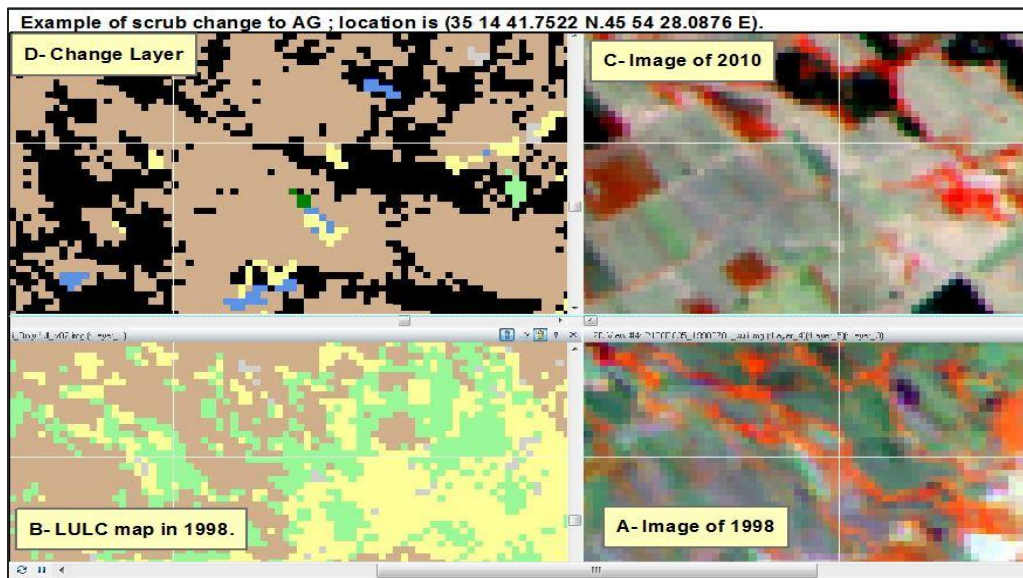 Example of scrub change to AG ; location is (35 14 41.7522 N.45 54 28.0876 E).
D- Change Layer
C- Image of 2010
B- LULC map in 1998.
A- Image of 1998